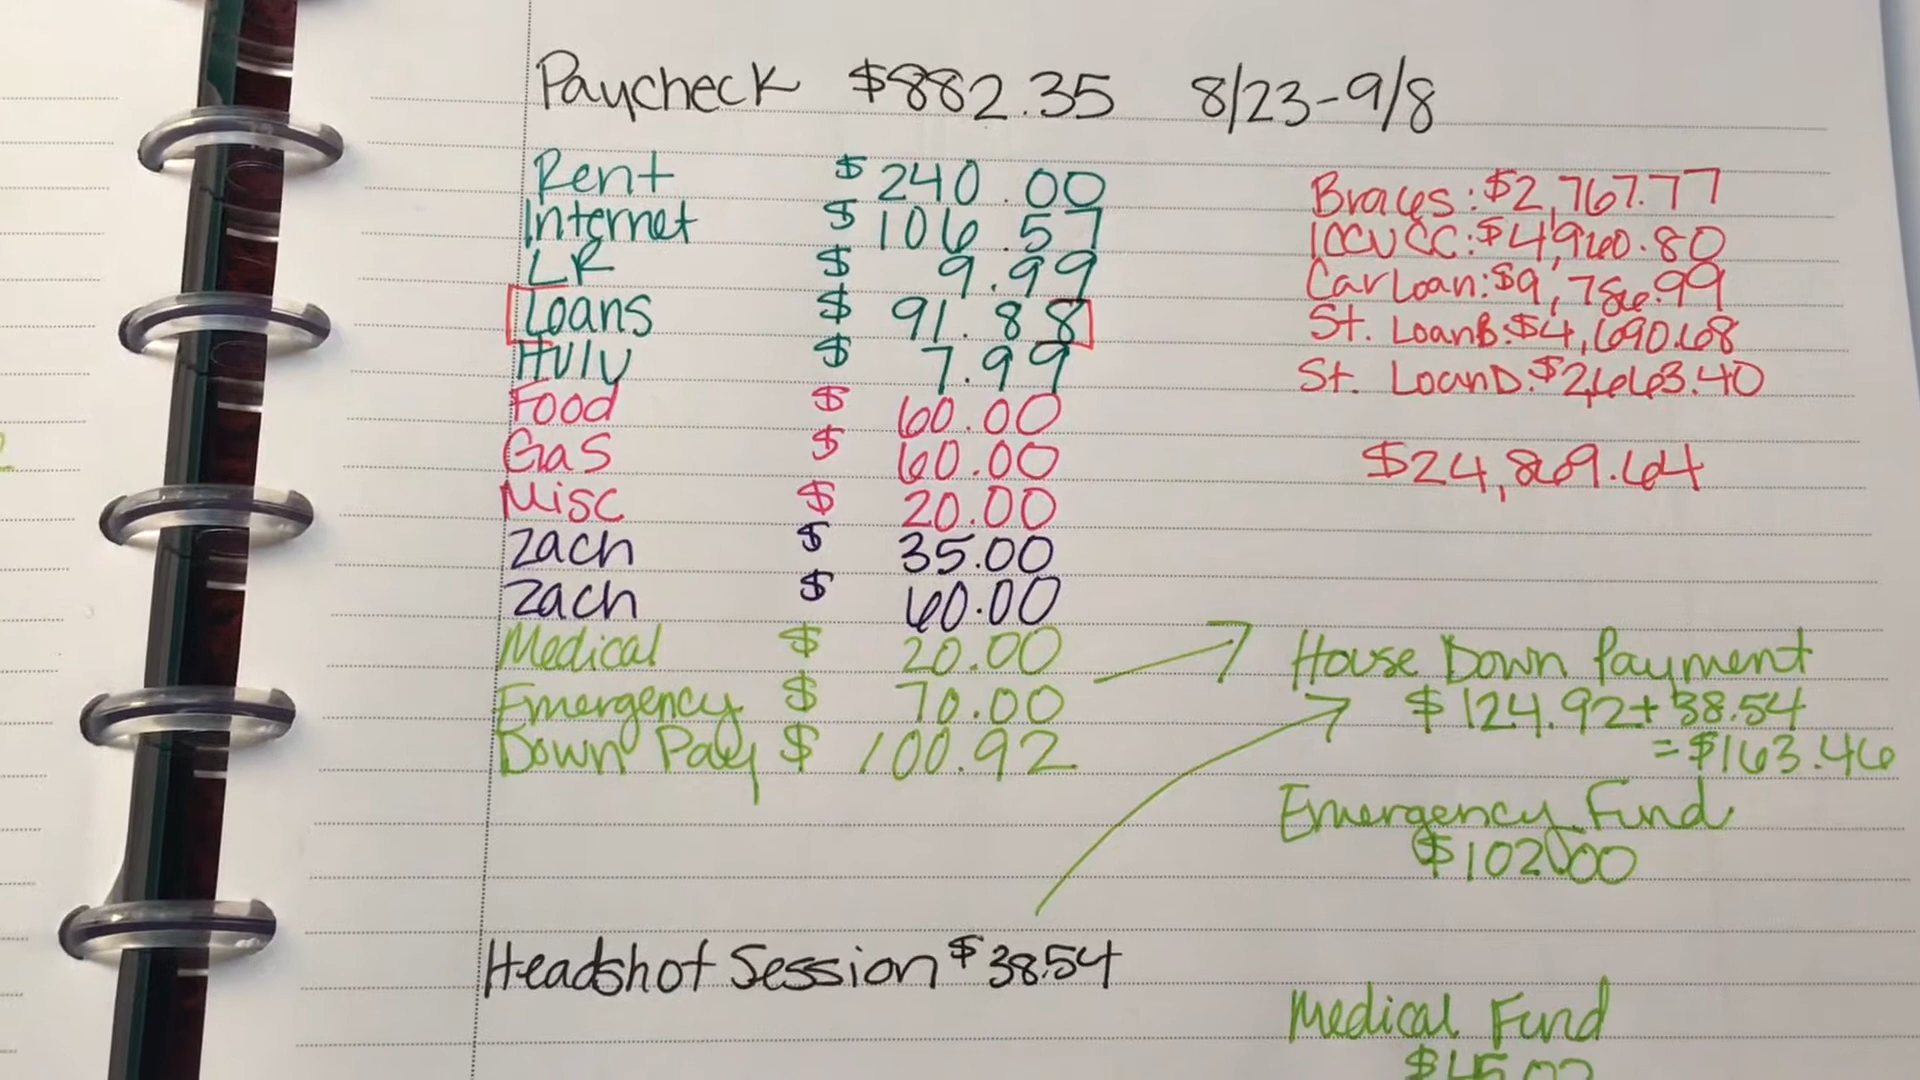 Paycheck $882.35 8/23-9/8
Rent $240.00
Internet $106.57
LR $9.99
Loans $91.88
Hulu $7.99
Food $60.00
Gas $60.00
Misc $20.00
Zach $35.00
Zach $60.00
Medical $20.00
Emergency $70.00
Down Pay $100.92
Headshot Session $38.54
Braces: $2,767.77
ICCU CC: $4,960.80
Car Loan: $9,786.99
St. Loan B: $4,690.68
St. Loan D: $2,663.40
$24,869.64
House Down Payment
$124.92+38.54
=$163.46
Emergency Fund
$102.00
Medical Fund